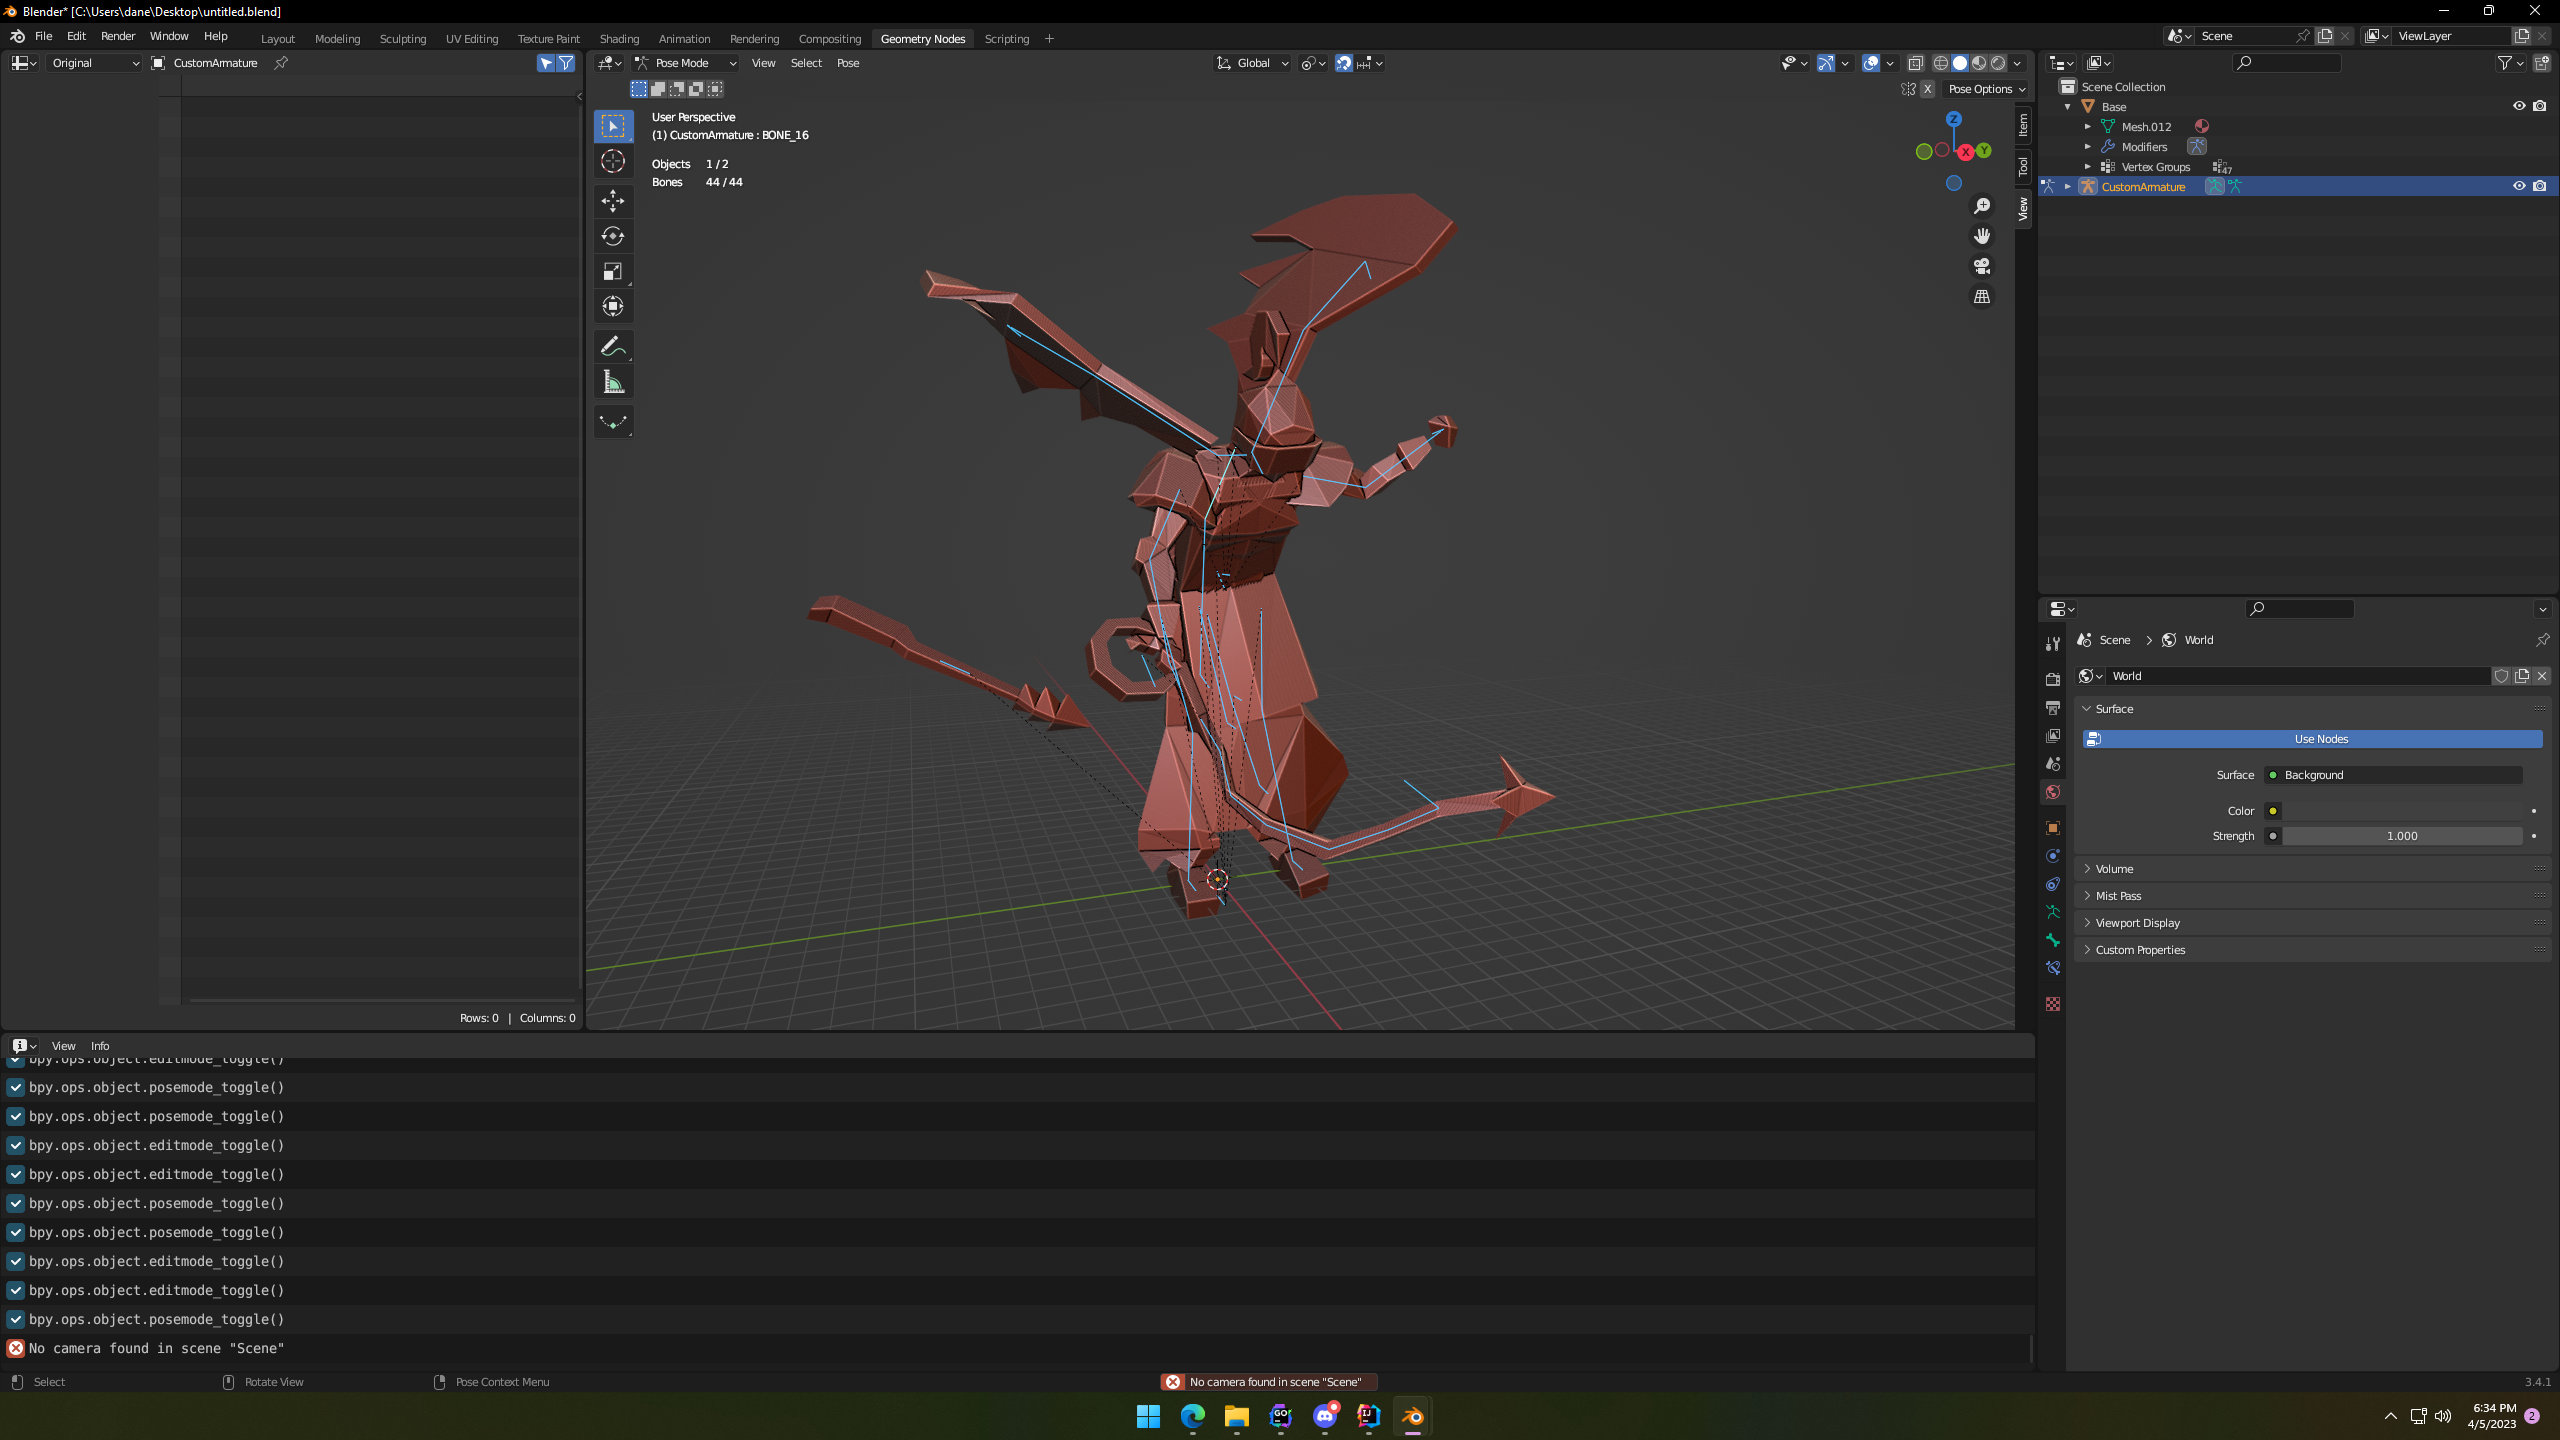 Blender* [C:\Users\dane\Desktop\untitled.blend]
File Edit Render Window Help Layout Modeling Sculpting UV Editing Texture Paint Shading Animation Rendering Compositing Geometry Nodes Scripting Scene ViewLayer
Original CustomArmature
Pose Mode View Select Pose Global
X Pose Options
User Perspective
(1) CustomArmature : BONE_16
Objects 1 / 2
Bones 44 / 44
Z
X
Y
Item
Tool
View
Scene Collection
Base
Mesh.012
Modifiers
Vertex Groups 47
CustomArmature
Scene World
World
Surface
Use Nodes
Surface Background
Color
Strength 1.000
Volume
Mist Pass
Viewport Display
Custom Properties
Rows: 0 | Columns: 0
View Info
bpy.ops.object.editmode_toggle()
bpy.ops.object.posemode_toggle()
bpy.ops.object.posemode_toggle()
bpy.ops.object.editmode_toggle()
bpy.ops.object.editmode_toggle()
bpy.ops.object.posemode_toggle()
bpy.ops.object.posemode_toggle()
bpy.ops.object.editmode_toggle()
bpy.ops.object.editmode_toggle()
bpy.ops.object.posemode_toggle()
No camera found in scene "Scene"
Select Rotate View Pose Context Menu No camera found in scene "Scene" 3.4.1
GO IJ
6:34 PM
4/5/2023 2